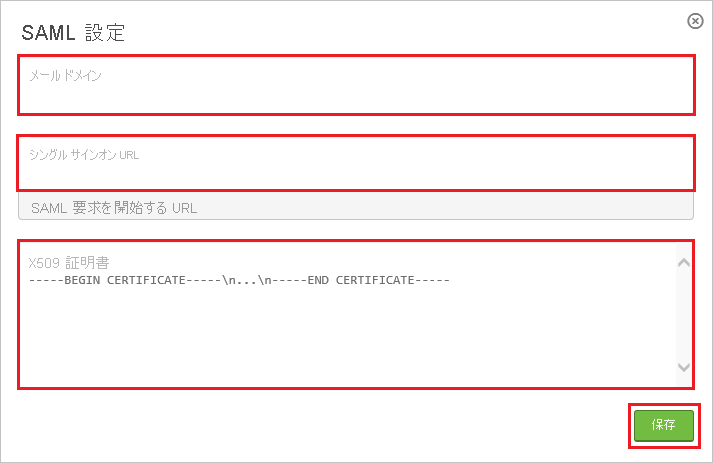 SAML 設定
メール ドメイン
シングル サインオン URL
SAML 要求を開始する URL
X509 証明書
-----BEGIN CERTIFICATE-----\n...\n-----END CERTIFICATE-----
保存